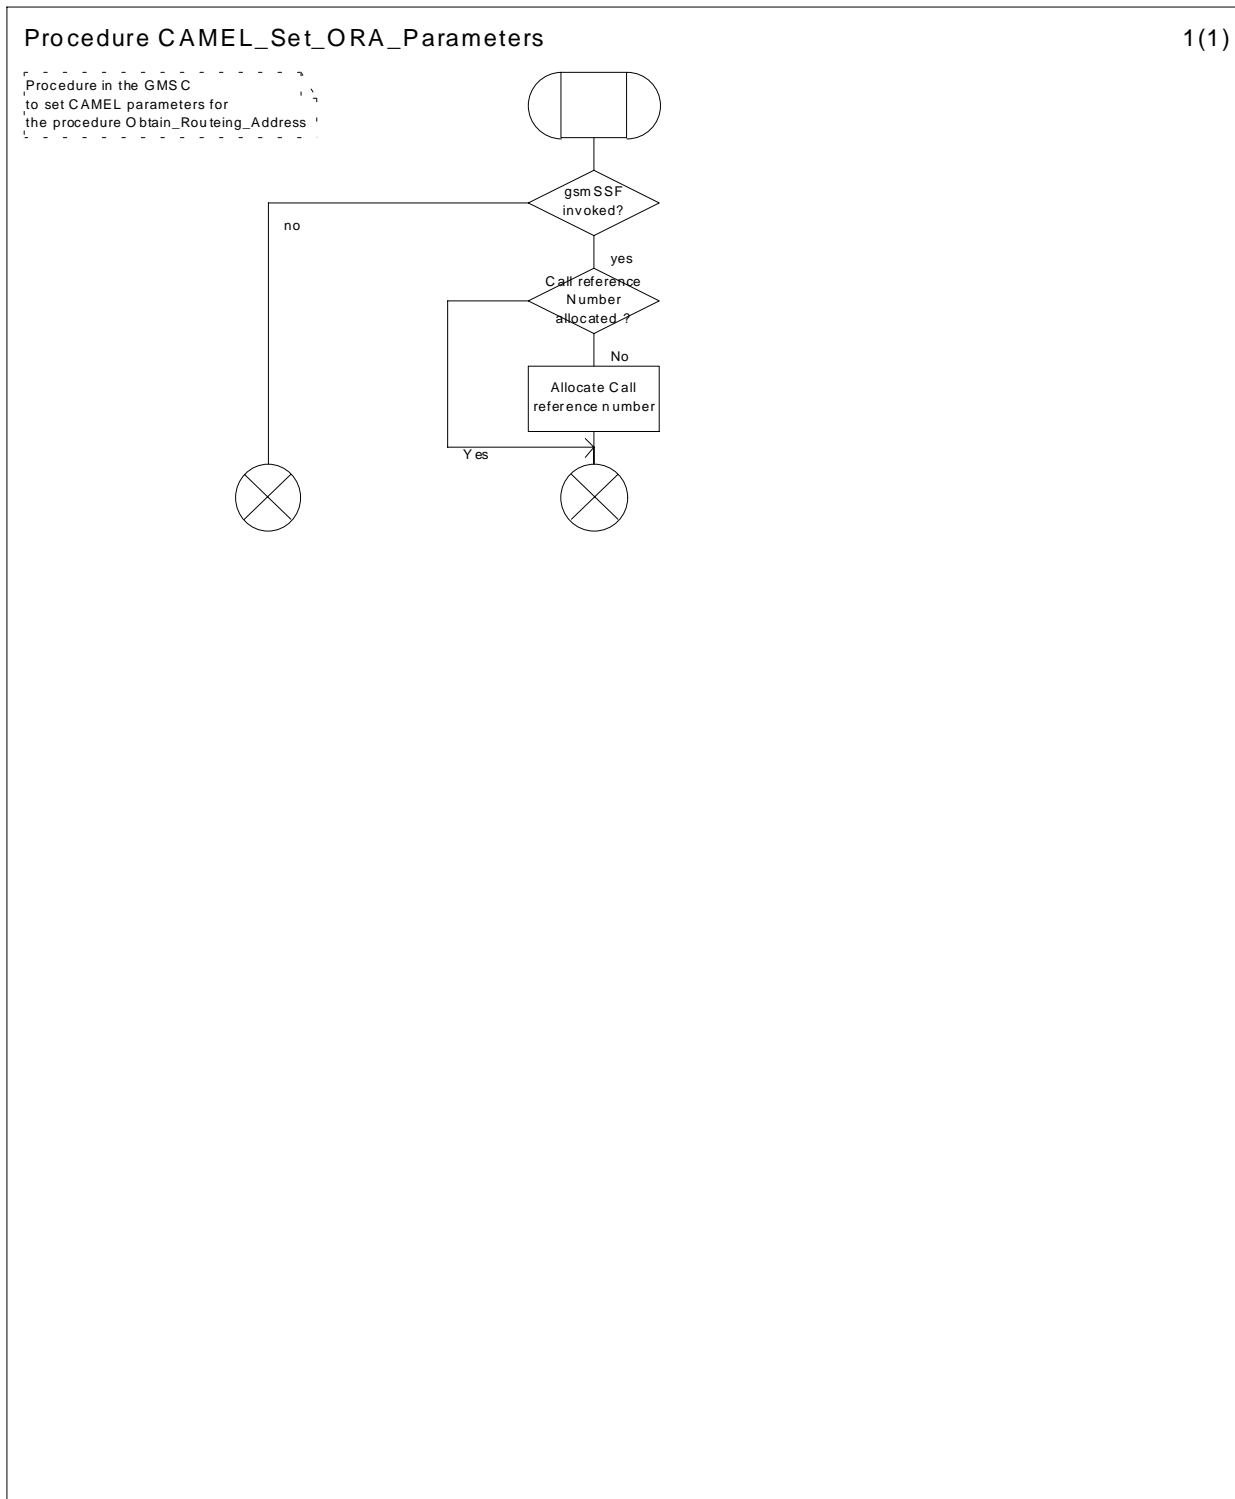 Procedure CAMEL_Set_ORA_Parameters
1(1)
Procedure in the GMSC
to set CAMEL parameters for
the procedure Obtain_Routeing_Address
gsmSSF
invoked?
no
yes
Call reference
Number
allocated ?
No
Allocate Call
reference number
Yes